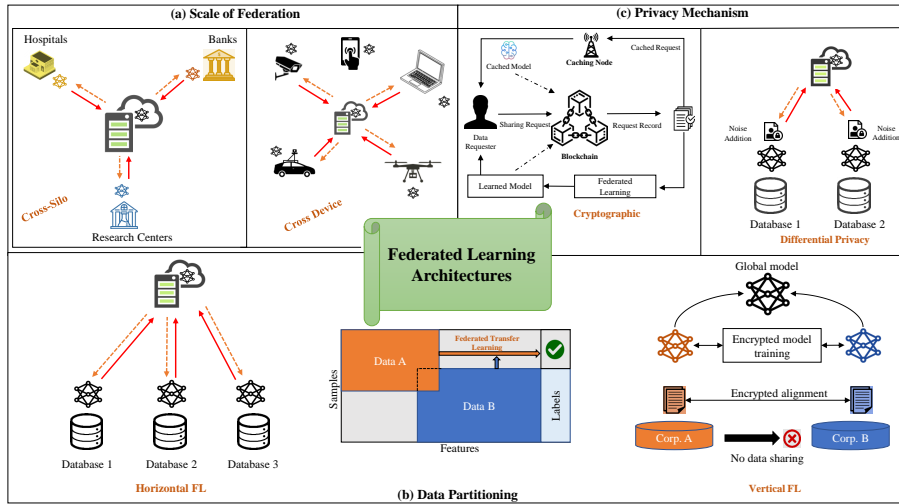 (a) Scale of Federation
Hospitals
Banks
Cross-Silo
Research Centers
Cross Device
(c) Privacy Mechanism
Cached Request
Caching Node
Cached Model
Data
Requester
Sharing Request
Blockchain
Request Record
Learned Model
Federated
Learning
Cryptographic
Noise
Addition
Noise
Addition
Database 1
Database 2
Differential Privacy
Federated Learning
Architectures
Database 1
Database 2
Database 3
Horizontal FL
Samples
Data A
Federated Transfer
Learning
Data B
Labels
Features
Global model
Encrypted model
training
Encrypted alignment
Corp. A
Corp. B
No data sharing
Vertical FL
(b) Data Partitioning